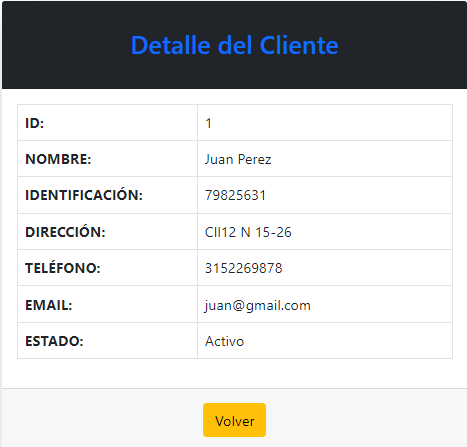 Detalle del Cliente
ID: 1
NOMBRE: Juan Perez
IDENTIFICACIÓN: 79825631
DIRECCIÓN: Cll12 N 15-26
TELÉFONO: 3152269878
EMAIL: juan@gmail.com
ESTADO: Activo
Volver